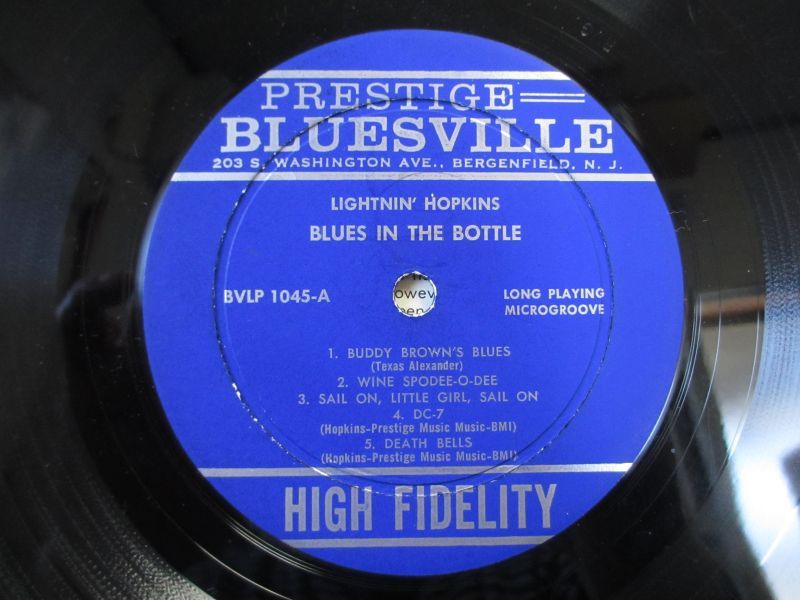 PRESTIGE
BLUESVILLE
203 S. WASHINGTON AVE., BERGENFIELD, N. J.
LIGHTNIN' HOPKINS
BLUES IN THE BOTTLE
BVLP 1045-A
LONG PLAYING
MICROGROOVE
1. BUDDY BROWN'S BLUES
(Texas Alexander)
2. WINE SPODEE-O-DEE
3. SAIL ON, LITTLE GIRL, SAIL ON
4. DC-7
(Hopkins-Prestige Music Music-BMI)
5. DEATH BELLS
(Hopkins-Prestige Music Music-BMI)
HIGH FIDELITY